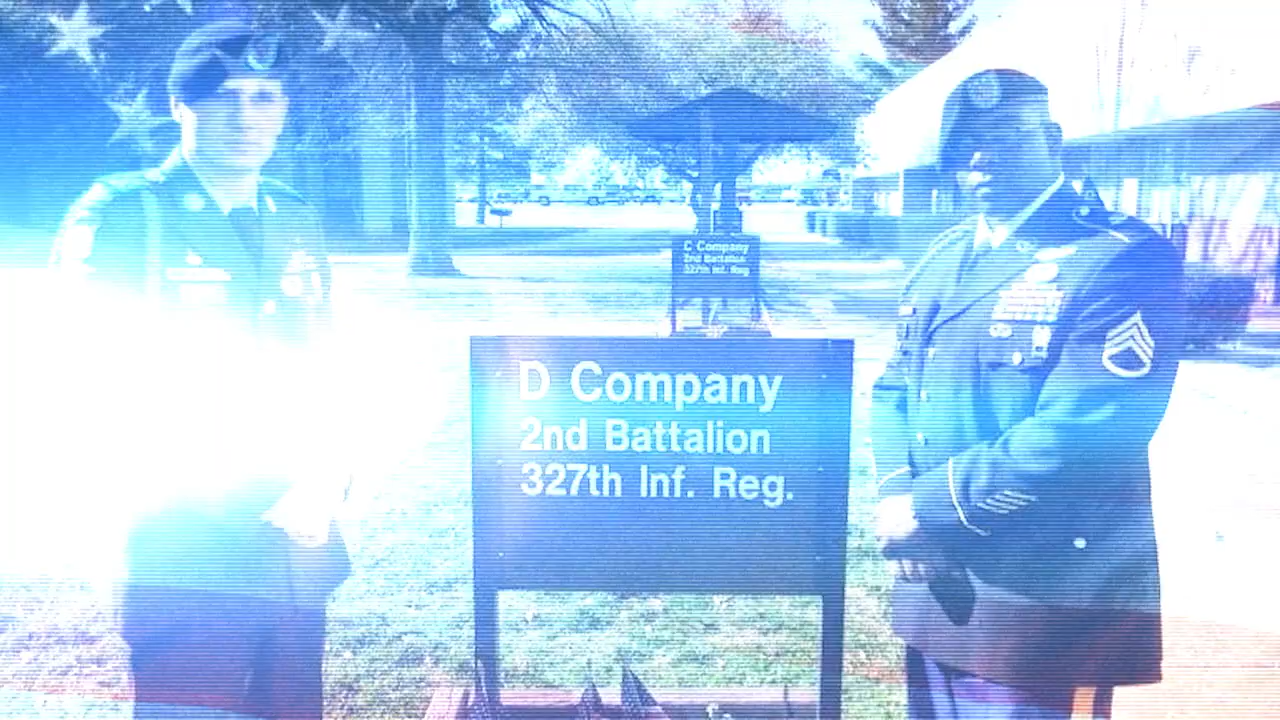 C Company
2nd Battalion
327th Inf. Reg.
D Company
2nd Battalion
327th Inf. Reg.